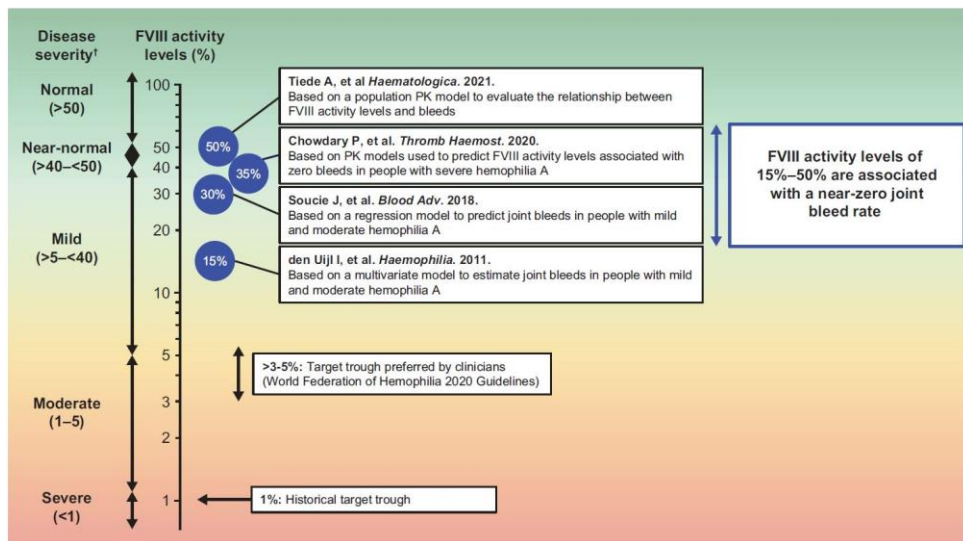 Disease
severity†
FVIII activity
levels (%)
Normal
(>50)
Near-normal
(>40–<50)
Mild
(>5–<40)
Moderate
(1–5)
Severe
(<1)
100
50
40
30
20
10
5
3
2
1
50%
35%
30%
15%
Tiede A, et al Haematologica. 2021.
Based on a population PK model to evaluate the relationship between
FVIII activity levels and bleeds
Chowdary P, et al. Thromb Haemost. 2020.
Based on PK models used to predict FVIII activity levels associated with
zero bleeds in people with severe hemophilia A
Soucie J, et al. Blood Adv. 2018.
Based on a regression model to predict joint bleeds in people with mild
and moderate hemophilia A
den Uijl I, et al. Haemophilia. 2011.
Based on a multivariate model to estimate joint bleeds in people with mild
and moderate hemophilia A
FVIII activity levels of
15%–50% are associated
with a near-zero joint
bleed rate
>3-5%: Target trough preferred by clinicians
(World Federation of Hemophilia 2020 Guidelines)
1%: Historical target trough